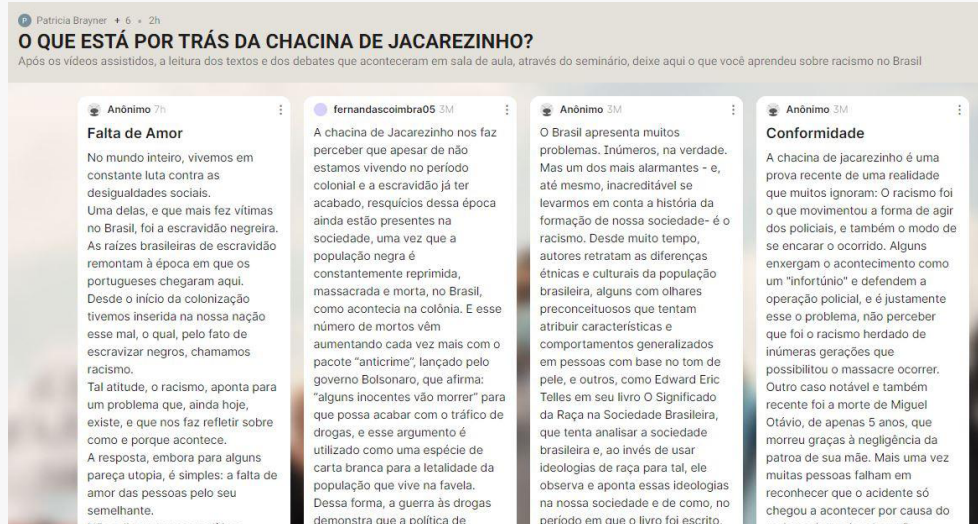 P Patricia Brayner + 6 • 2h
O QUE ESTÁ POR TRÁS DA CHACINA DE JACAREZINHO?
Após os vídeos assistidos, a leitura dos textos e dos debates que aconteceram em sala de aula, através do seminário, deixe aqui o que você aprendeu sobre racismo no Brasil
Anônimo 7h
Falta de Amor
No mundo inteiro, vivemos em
constante luta contra as
desigualdades sociais.
Uma delas, e que mais fez vítimas
no Brasil, foi a escravidão negreira.
As raízes brasileiras de escravidão
remontam à época em que os
portugueses chegaram aqui.
Desde o início da colonização
tivemos inserida na nossa nação
esse mal, o qual, pelo fato de
escravizar negros, chamamos
racismo.
Tal atitude, o racismo, aponta para
um problema que, ainda hoje,
existe, e que nos faz refletir sobre
como e porque acontece.
A resposta, embora para alguns
pareça utopia, é simples: a falta de
amor das pessoas pelo seu
semelhante.
fernandascoimbra05 3M
A chacina de Jacarezinho nos faz
perceber que apesar de não
estamos vivendo no período
colonial e a escravidão já ter
acabado, resquícios dessa época
ainda estão presentes na
sociedade, uma vez que a
população negra é
constantemente reprimida,
massacrada e morta, no Brasil,
como acontecia na colônia. E esse
número de mortos vêm
aumentando cada vez mais com o
pacote "anticrime", lançado pelo
governo Bolsonaro, que afirma:
"alguns inocentes vão morrer" para
que possa acabar com o tráfico de
drogas, e esse argumento é
utilizado como uma espécie de
carta branca para a letalidade da
população que vive na favela.
Dessa forma, a guerra às drogas
demonstra que a política de
Anônimo 3M
O Brasil apresenta muitos
problemas. Inúmeros, na verdade.
Mas um dos mais alarmantes - e,
até mesmo, inacreditável se
levarmos em conta a história da
formação de nossa sociedade- é o
racismo. Desde muito tempo,
autores retratam as diferenças
étnicas e culturais da população
brasileira, alguns com olhares
preconceituosos que tentam
atribuir características e
comportamentos generalizados
em pessoas com base no tom de
pele, e outros, como Edward Eric
Telles em seu livro O Significado
da Raça na Sociedade Brasileira,
que tenta analisar a sociedade
brasileira e, ao invés de usar
ideologias de raça para tal, ele
observa e aponta essas ideologias
na nossa sociedade e de como, no
período em que o livro foi escrito,
Anônimo 3M
Conformidade
A chacina de jacarezinho é uma
prova recente de uma realidade
que muitos ignoram: O racismo foi
o que movimentou a forma de agir
dos policiais, e também o modo de
se encarar o ocorrido. Alguns
enxergam o acontecimento como
um "infortúnio" e defendem a
operação policial, e é justamente
esse o problema, não perceber
que foi o racismo herdado de
inúmeras gerações que
possibilitou o massacre ocorrer.
Outro caso notável e também
recente foi a morte de Miguel
Otávio, de apenas 5 anos, que
morreu graças à negligência da
patroa de sua mãe. Mais uma vez
muitas pessoas falham em
reconhecer que o acidente só
chegou a acontecer por causa do